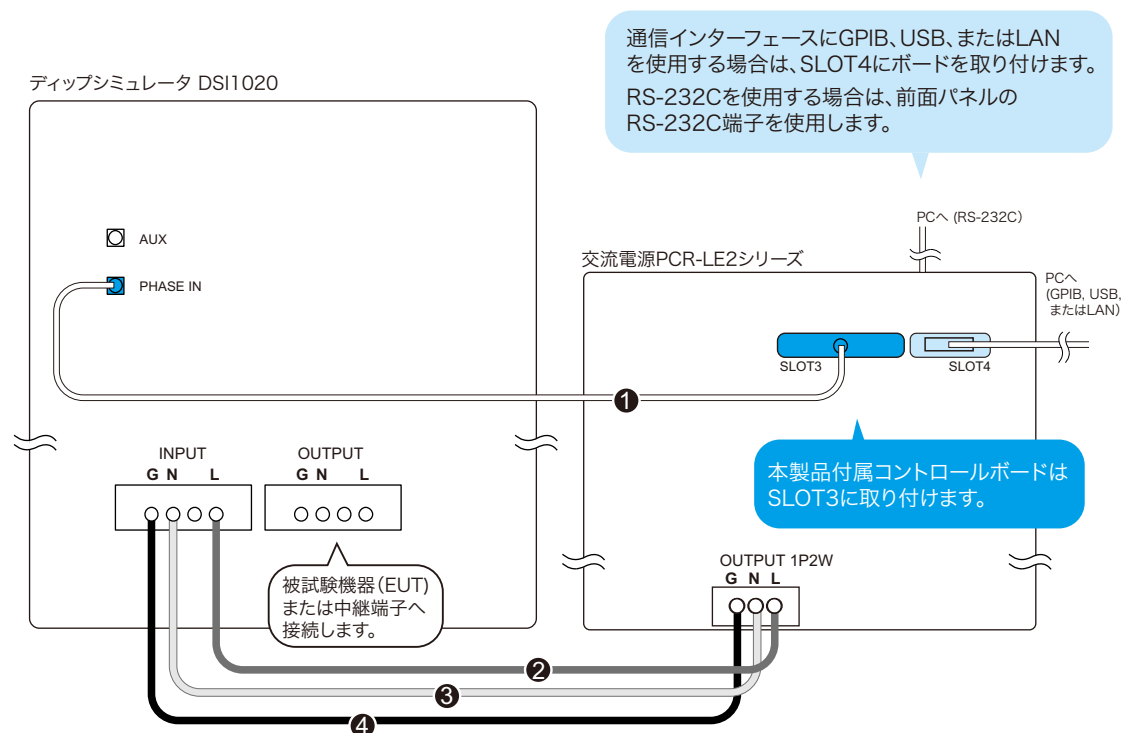 通信インターフェースにGPIB、USB、またはLAN
を使用する場合は、SLOT4にボードを取り付けます。
RS-232Cを使用する場合は、前面パネルの
RS-232C端子を使用します。
ディップシミュレータ DSI1020
AUX
PHASE IN
PCへ (RS-232C)
交流電源PCR-LE2シリーズ
PCへ
(GPIB, USB,
またはLAN)
SLOT3
SLOT4
❶
本製品付属コントロールボードは
SLOT3に取り付けます。
INPUT
G N L
OUTPUT
G N L
被試験機器(EUT)
または中継端子へ
接続します。
OUTPUT 1P2W
G N L
❷
❸
❹